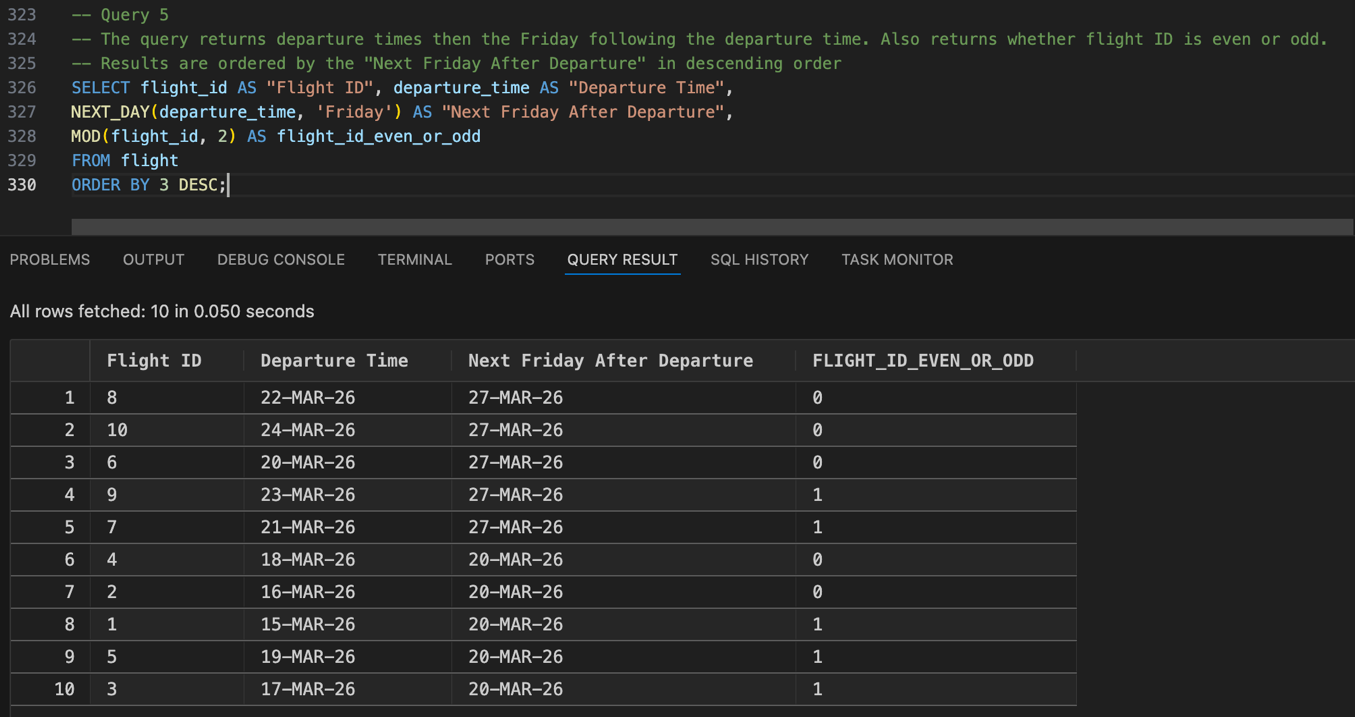 323 -- Query 5
324 -- The query returns departure times then the Friday following the departure time. Also returns whether flight ID is even or odd.
325 -- Results are ordered by the "Next Friday After Departure" in descending order
326 SELECT flight_id AS "Flight ID", departure_time AS "Departure Time",
327 NEXT_DAY(departure_time, 'Friday') AS "Next Friday After Departure",
328 MOD(flight_id, 2) AS flight_id_even_or_odd
329 FROM flight
330 ORDER BY 3 DESC;
PROBLEMS OUTPUT DEBUG CONSOLE TERMINAL PORTS QUERY RESULT SQL HISTORY TASK MONITOR
All rows fetched: 10 in 0.050 seconds
Flight ID Departure Time Next Friday After Departure FLIGHT_ID_EVEN_OR_ODD
1 8 22-MAR-26 27-MAR-26 0
2 10 24-MAR-26 27-MAR-26 0
3 6 20-MAR-26 27-MAR-26 0
4 9 23-MAR-26 27-MAR-26 1
5 7 21-MAR-26 27-MAR-26 1
6 4 18-MAR-26 20-MAR-26 0
7 2 16-MAR-26 20-MAR-26 0
8 1 15-MAR-26 20-MAR-26 1
9 5 19-MAR-26 20-MAR-26 1
10 3 17-MAR-26 20-MAR-26 1